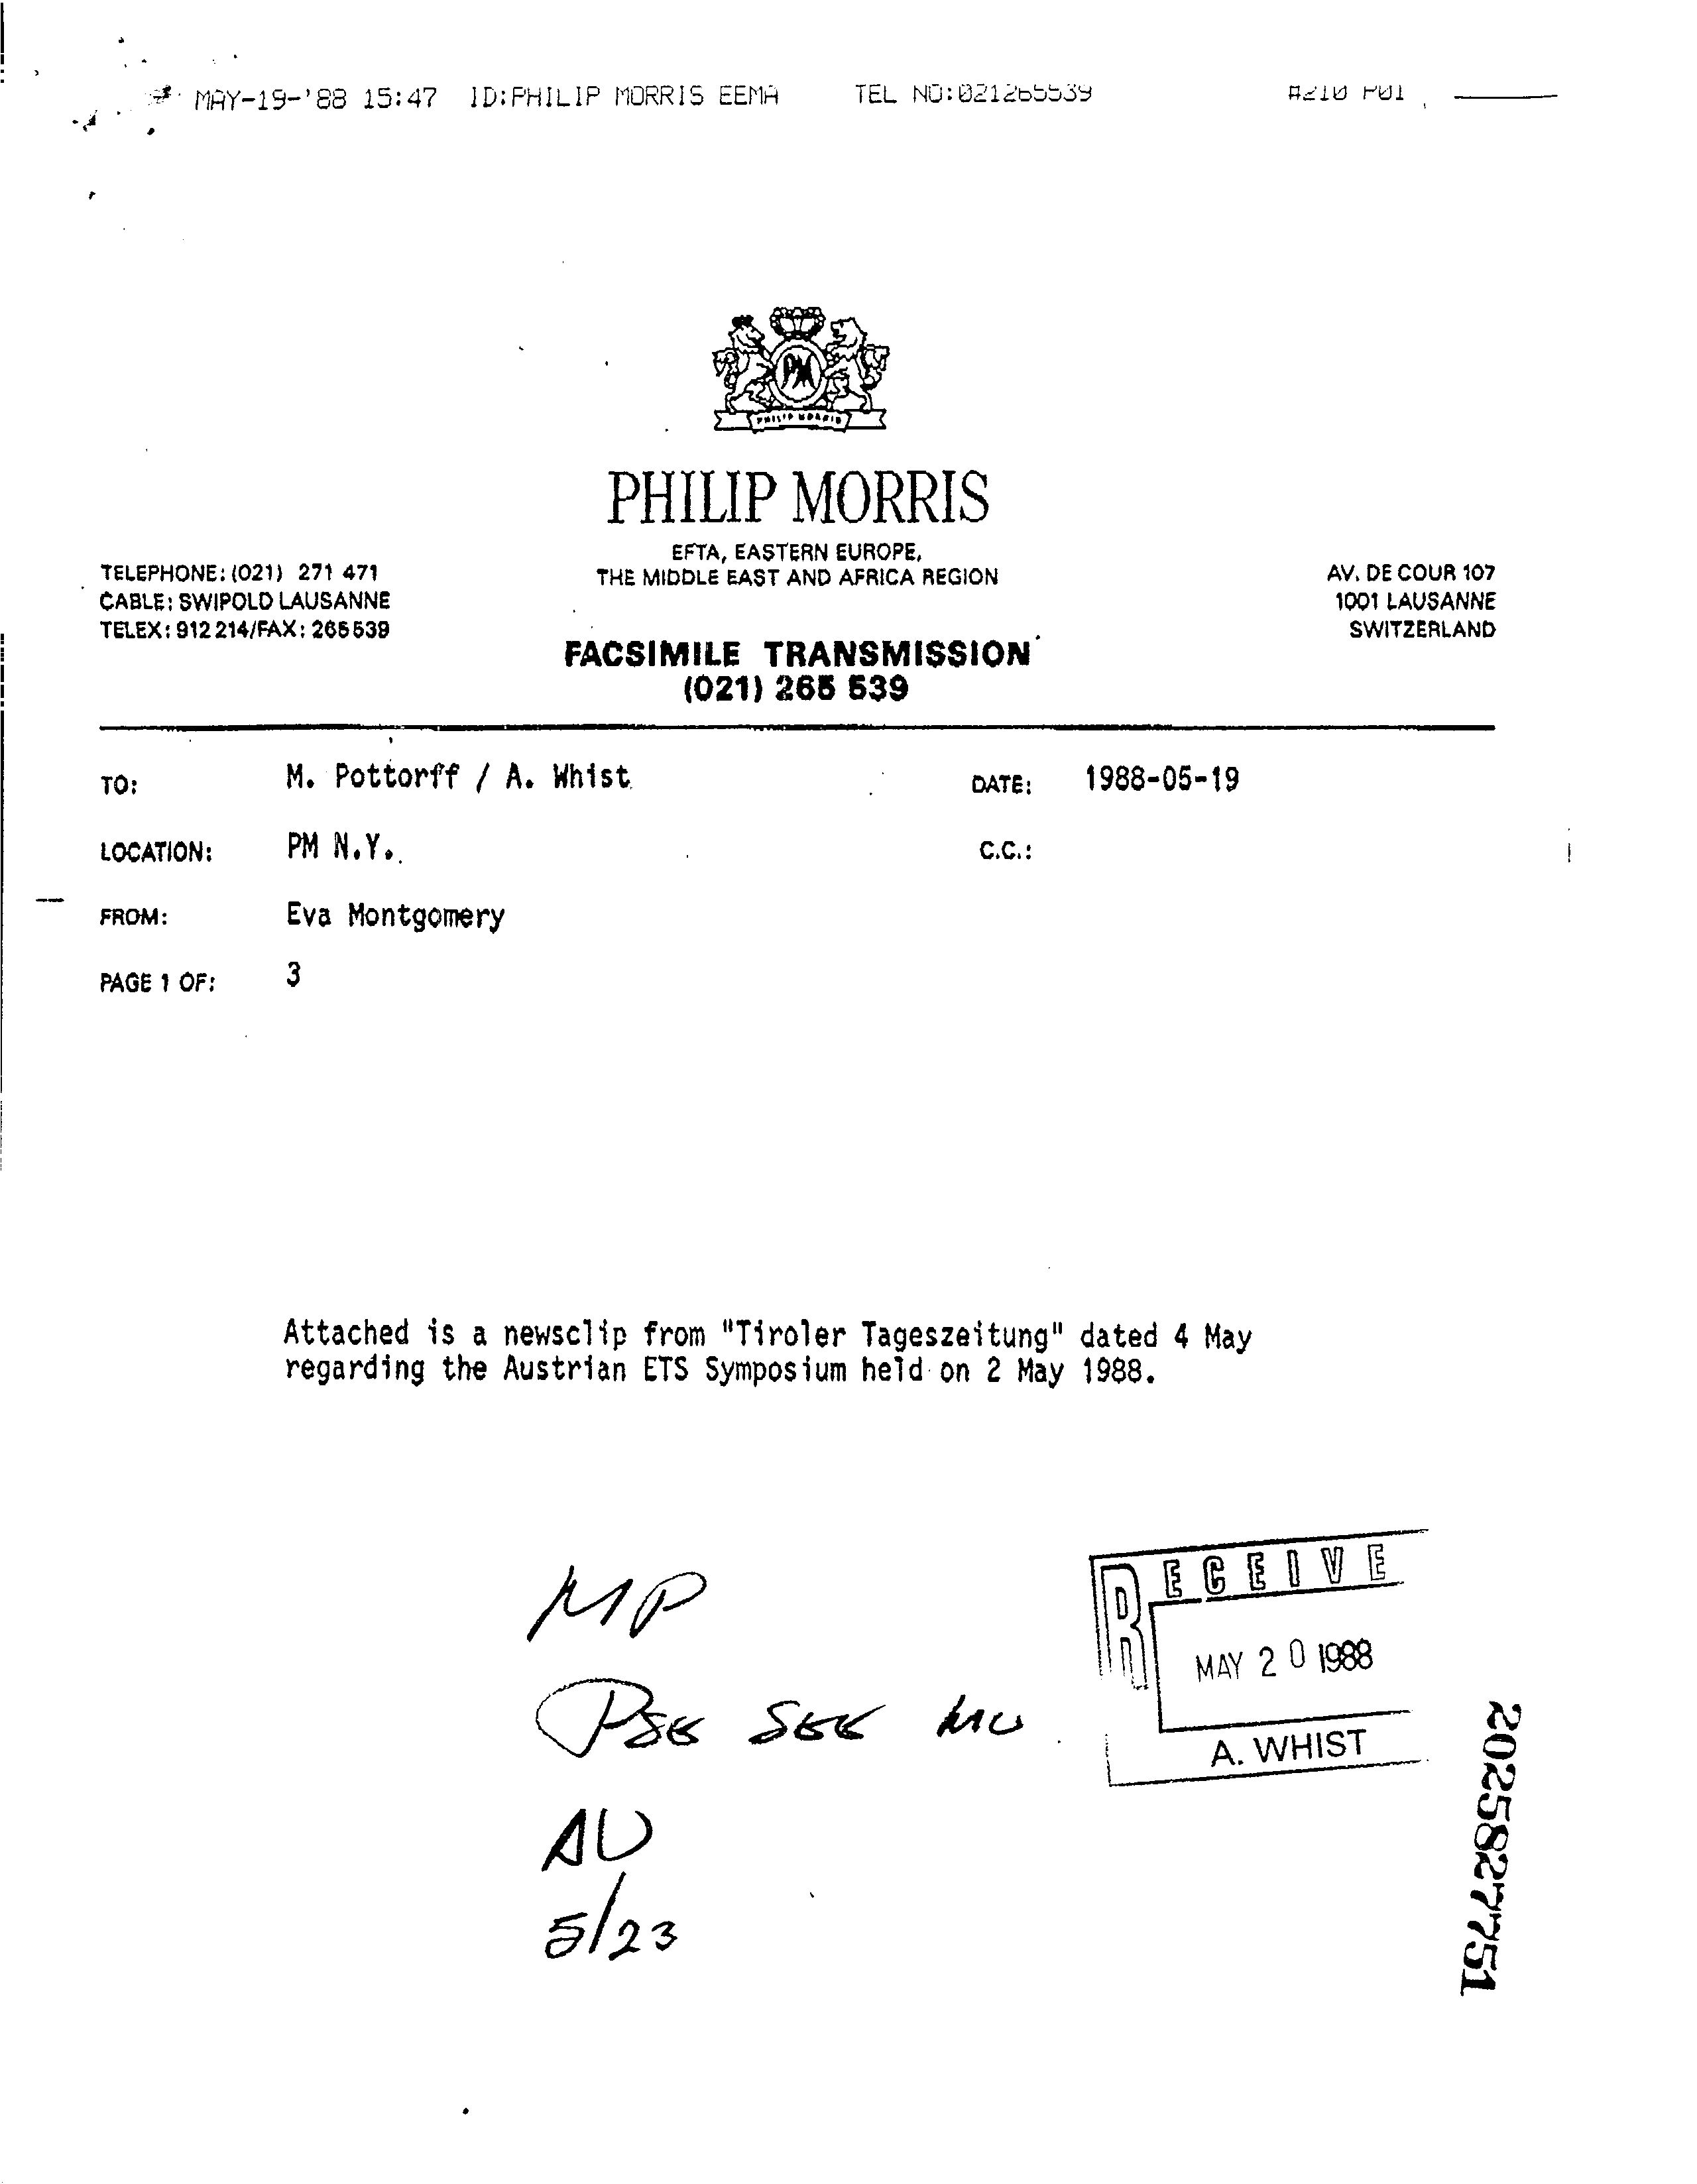 MAY-19-'88 15:47 ID:PHILIP MORRIS EEMA TEL NO:021265539 #210 P01
PM
PHILIP MORRIS
PHILIP MORRIS
EFTA, EASTERN EUROPE,
THE MIDDLE EAST AND AFRICA REGION
TELEPHONE: (021) 271 471
CABLE: SWIPOLD LAUSANNE
TELEX: 912 214/FAX: 265 539
AV. DE COUR 107
1001 LAUSANNE
SWITZERLAND
FACSIMILE TRANSMISSION
(021) 265 539
TO: M. Pottorff / A. Whist
DATE: 1988-05-19
LOCATION: PM N.Y.
C.C.:
FROM: Eva Montgomery
PAGE 1 OF: 3
Attached is a newsclip from "Tiroler Tageszeitung" dated 4 May
regarding the Austrian ETS Symposium held on 2 May 1988.
RECEIVE
MAY 20 1988
A. WHIST
MP
PSE SEE
5/23
2025827751